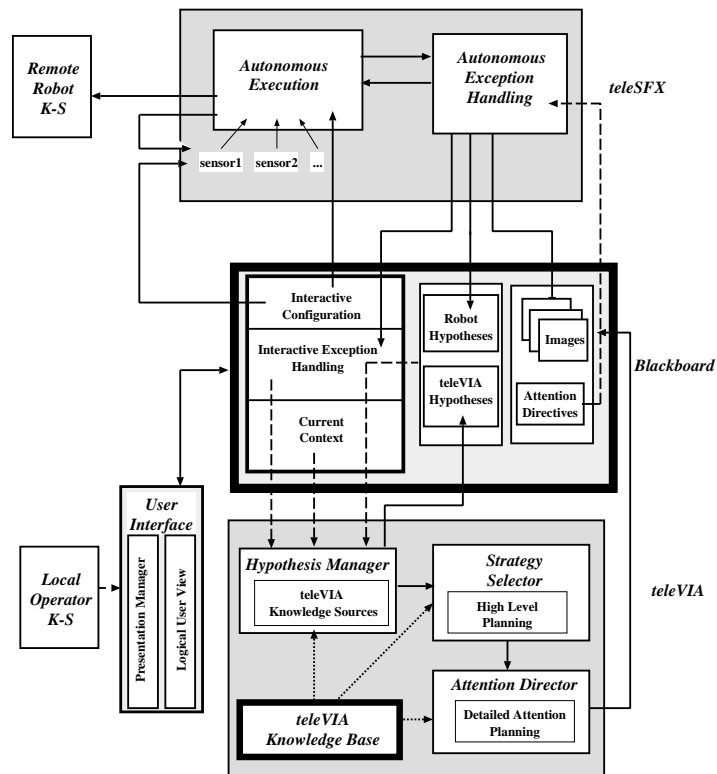 Remote
Robot
K-S
Autonomous
Execution
Autonomous
Exception
Handling
teleSFX
sensor1
sensor2
...
Interactive
Configuration
Interactive Exception
Handling
Current
Context
Robot
Hypotheses
teleVIA
Hypotheses
Images
Attention
Directives
Blackboard
User
Interface
Presentation Manager
Logical User View
Local
Operator
K-S
Hypothesis Manager
teleVIA
Knowledge Sources
Strategy
Selector
High Level
Planning
teleVIA
Attention Director
Detailed Attention
Planning
teleVIA
Knowledge Base